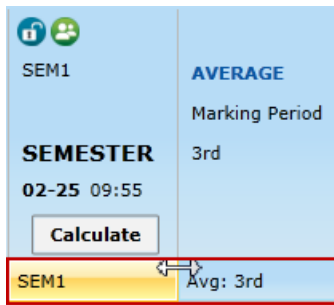 SEM1
AVERAGE
Marking Period
SEMESTER
3rd
02-25 09:55
Calculate
SEM1
Avg: 3rd